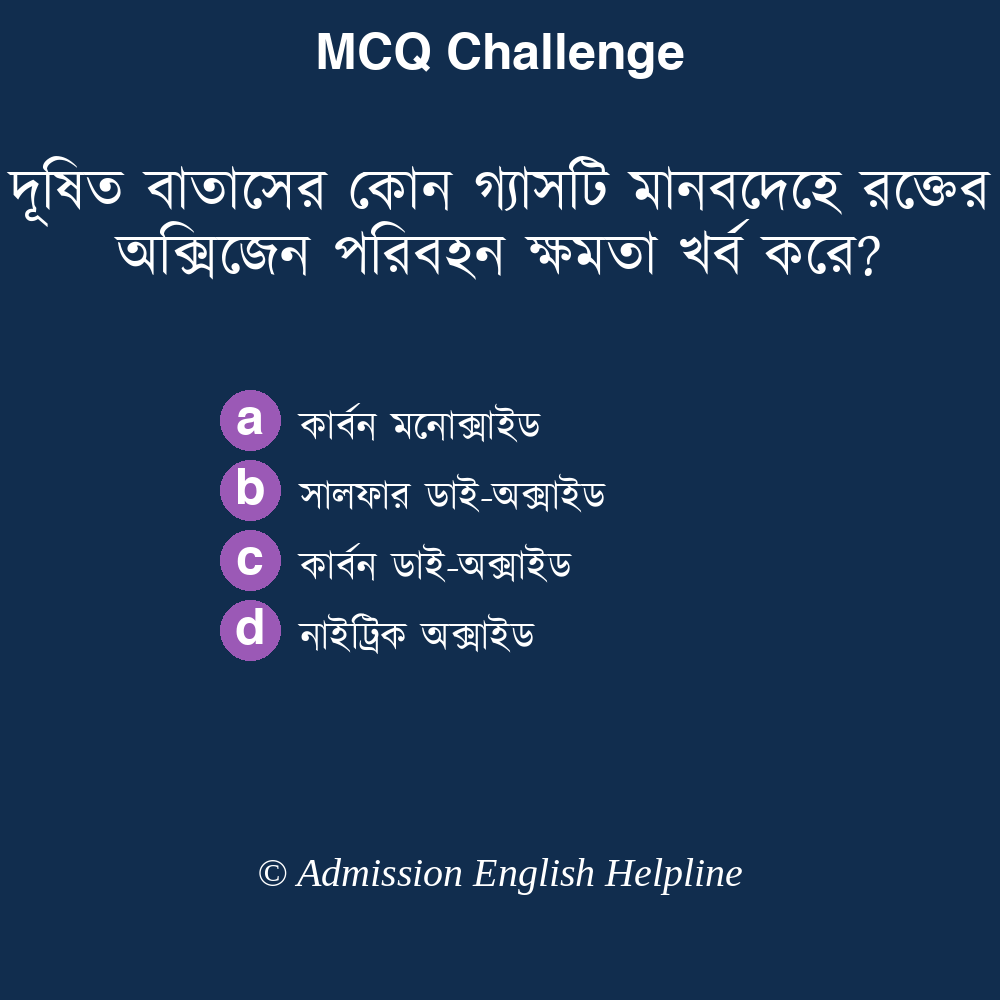 MCQ Challenge
দূষিত বাতাসের কোন গ্যাসটি মানবদেহে রক্তের
অক্সিজেন পরিবহন ক্ষমতা খর্ব করে?
a কার্বন মনোক্সাইড
b সালফার ডাই-অক্সাইড
c কার্বন ডাই-অক্সাইড
d নাইট্রিক অক্সাইড
© Admission English Helpline